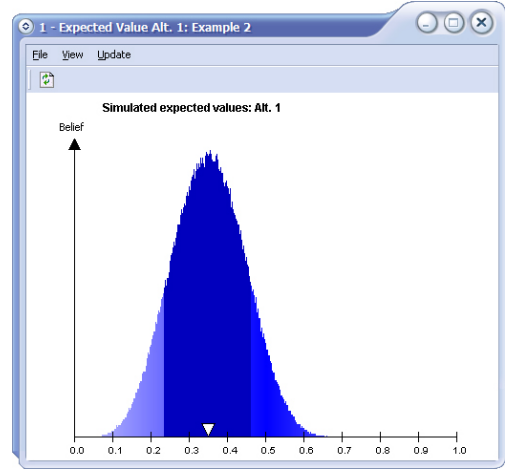 1 - Expected Value Alt. 1: Example 2
File View Update
Simulated expected values: Alt. 1
Belief
0.0 0.1 0.2 0.3 0.4 0.5 0.6 0.7 0.8 0.9 1.0